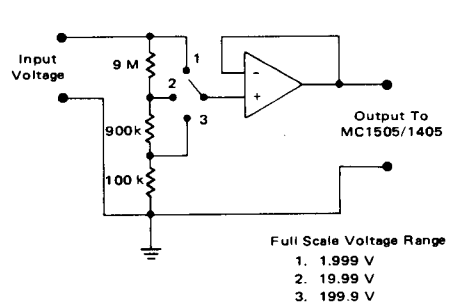 Input
Voltage
9 M
1
2
3
-
+
900k
100 k
Output To
MC1505/1405
Full Scale Voltage Range
1. 1.999 V
2. 19.99 V
3. 199.9 V